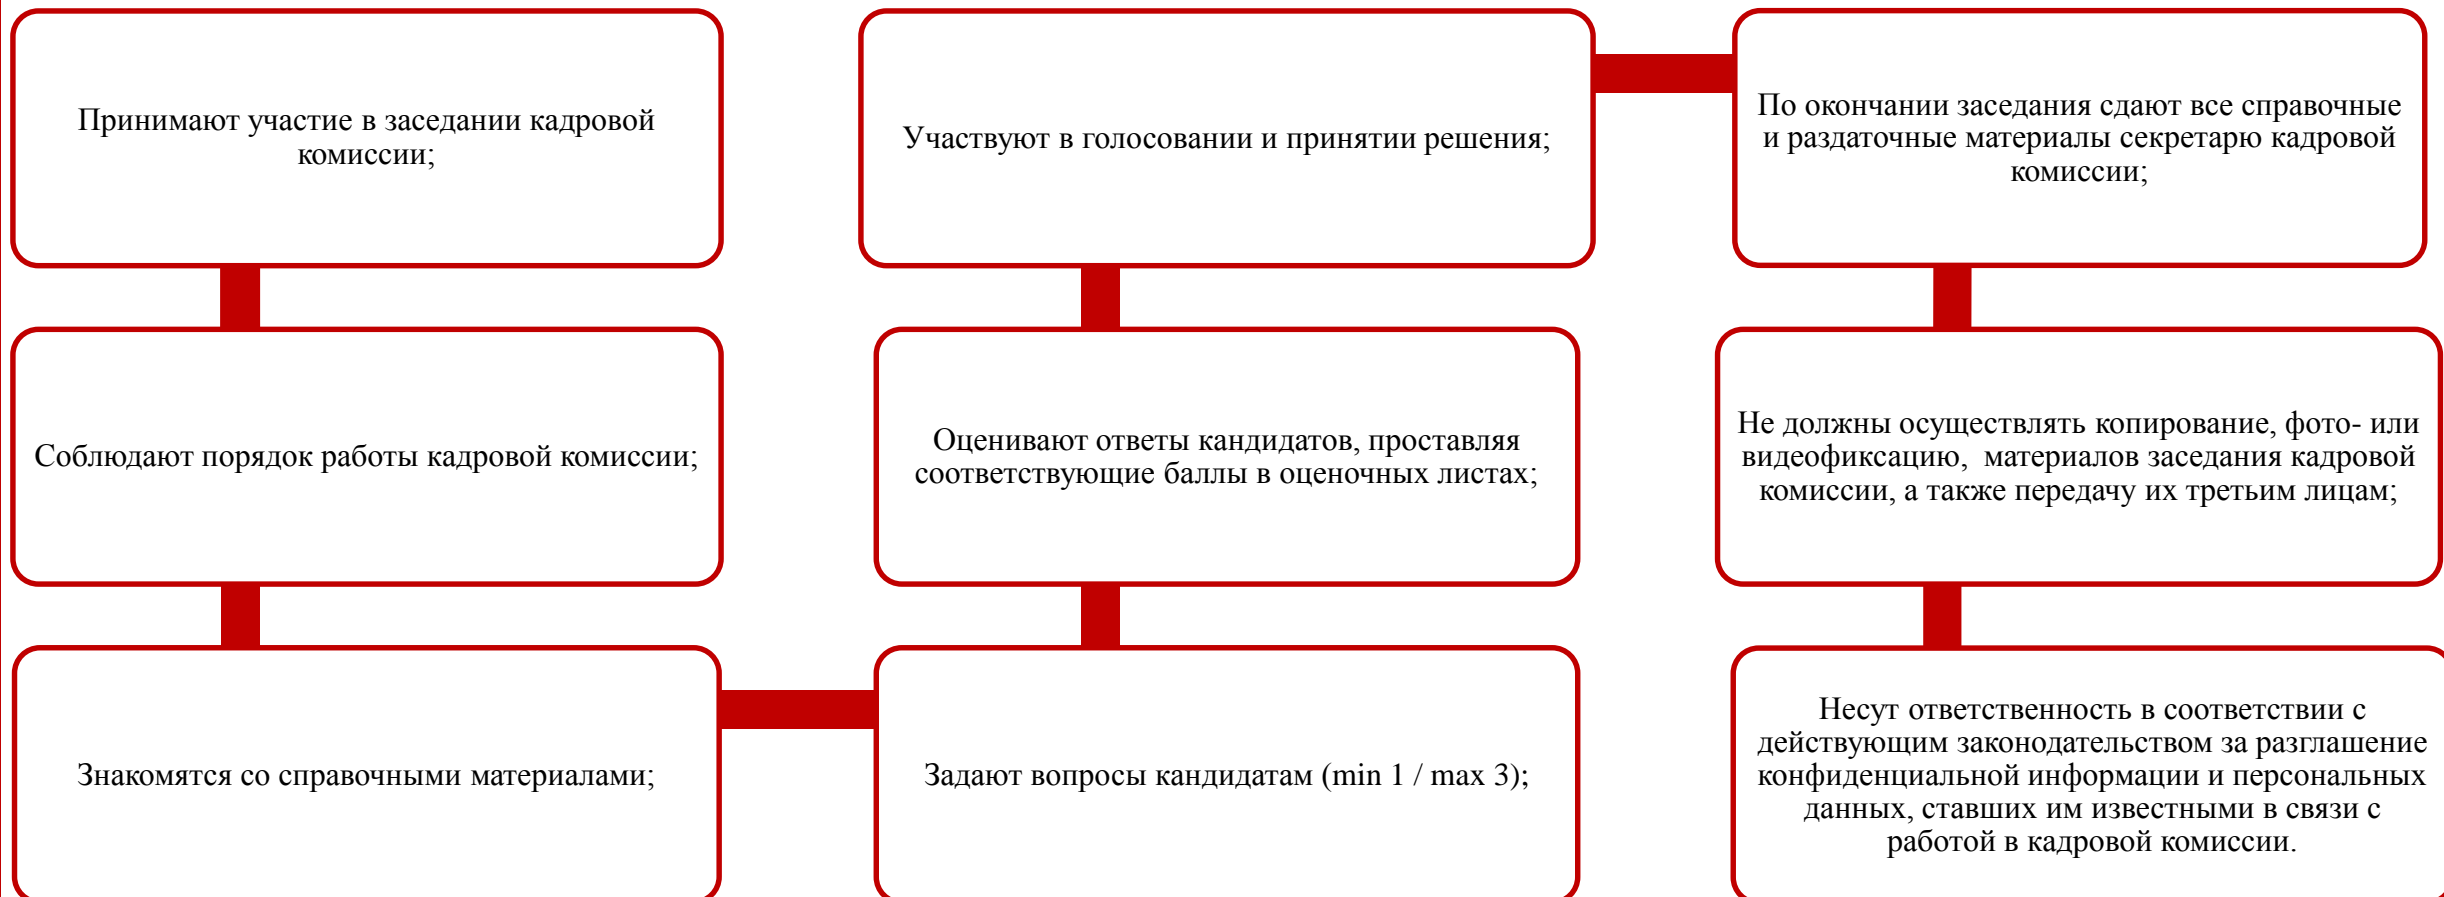 Принимают участие в заседании кадровой
комиссии;
Соблюдают порядок работы кадровой комиссии;
Знакомятся со справочными материалами;
Задают вопросы кандидатам (min 1 / max 3);
Оценивают ответы кандидатов, проставляя
соответствующие баллы в оценочных листах;
Участвуют в голосовании и принятии решения;
По окончании заседания сдают все справочные
и раздаточные материалы секретарю кадровой
комиссии;
Не должны осуществлять копирование, фото- или
видеофиксацию,  материалов заседания кадровой
комиссии, а также передачу их третьим лицам;
Несут ответственность в соответствии с
действующим законодательством за разглашение
конфиденциальной информации и персональных
данных, ставших им известными в связи с
работой в кадровой комиссии.